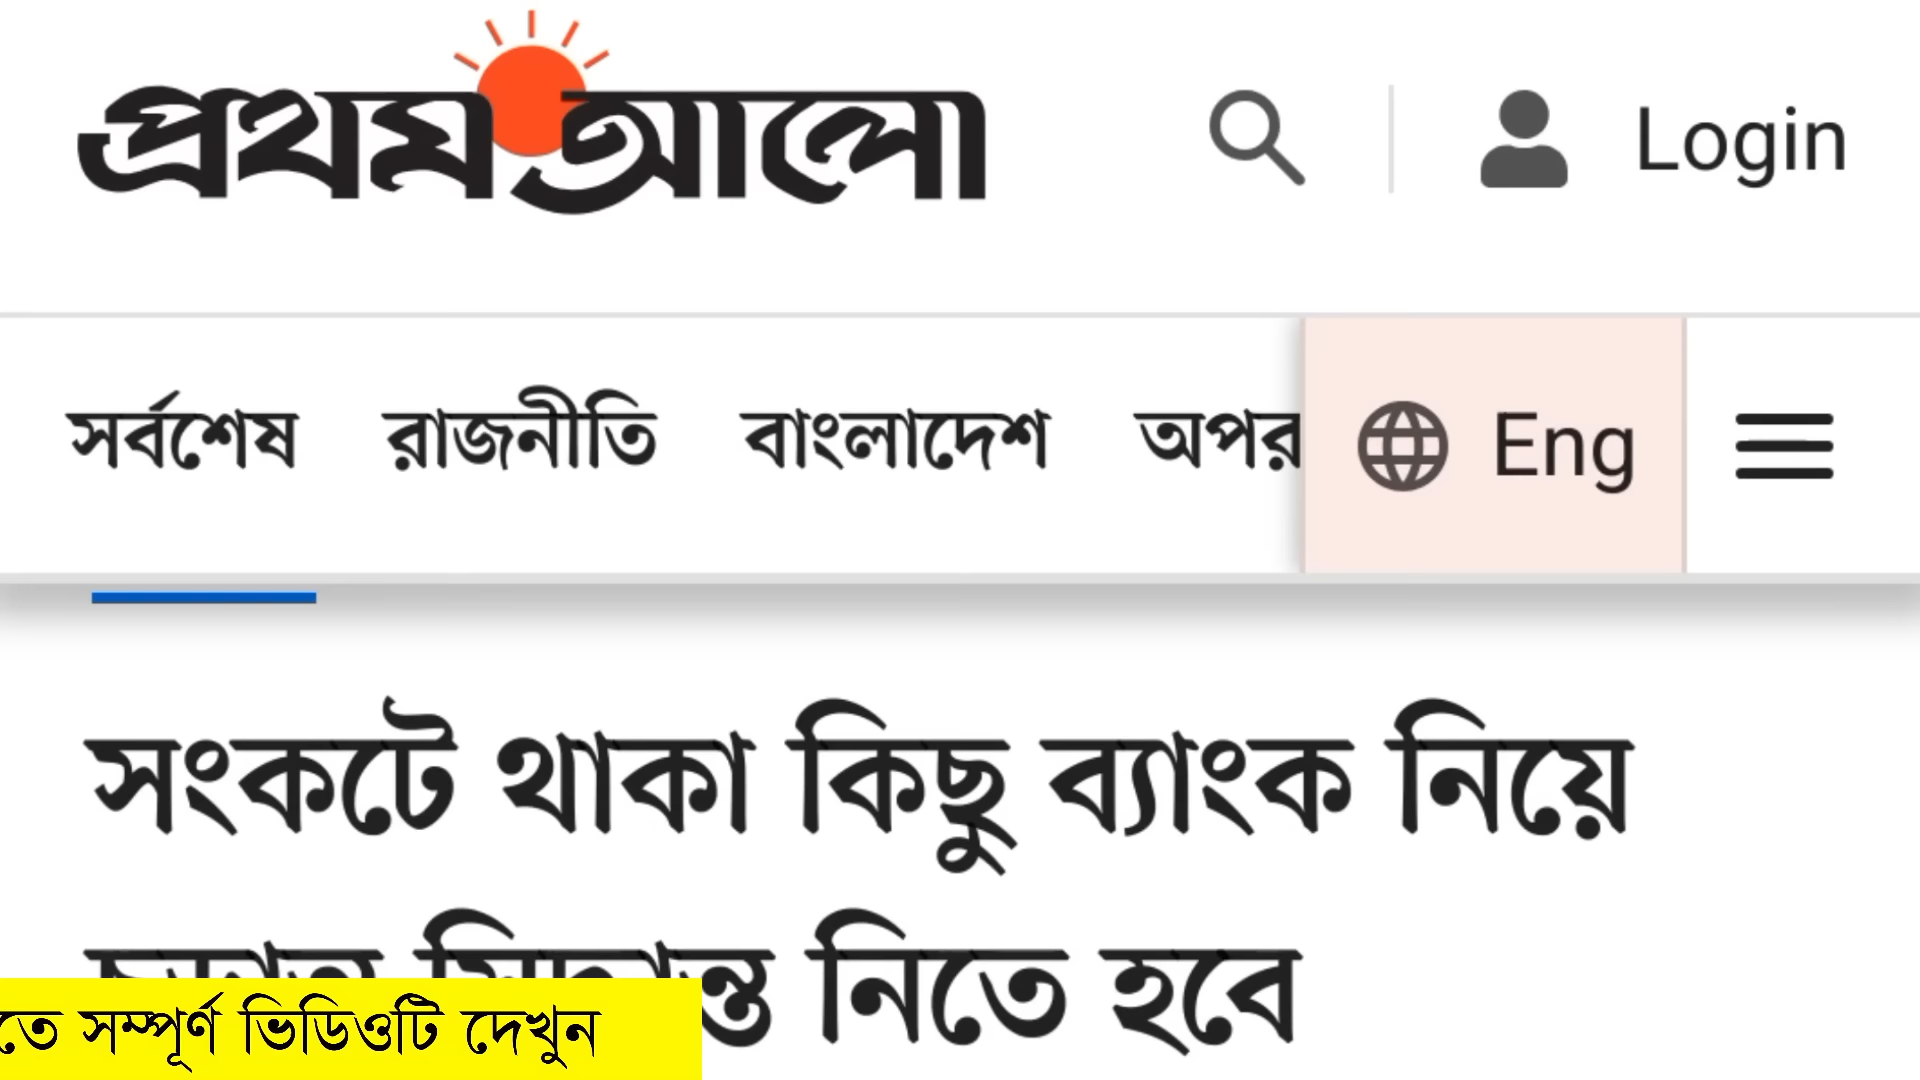 প্রথম আলো
Login
সর্বশেষ রাজনীতি বাংলাদেশ অপর
Eng
সংকটে থাকা কিছু ব্যাংক নিয়ে
নিতে হবে
সম্পূর্ণ ভিডিওটি দেখুন